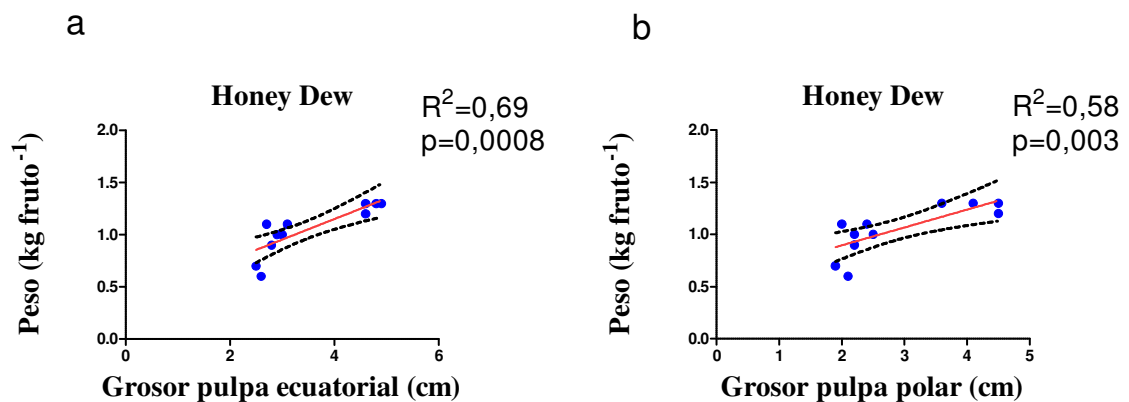 a
Honey Dew
R²=0,69
p=0,0008
Peso (kg fruto⁻¹)
2.0
1.5
1.0
0.5
0.0
0 2 4 6
Grosor pulpa ecuatorial (cm)
b
Honey Dew
R²=0,58
p=0,003
Peso (kg fruto⁻¹)
2.0
1.5
1.0
0.5
0.0
0 1 2 3 4 5
Grosor pulpa polar (cm)